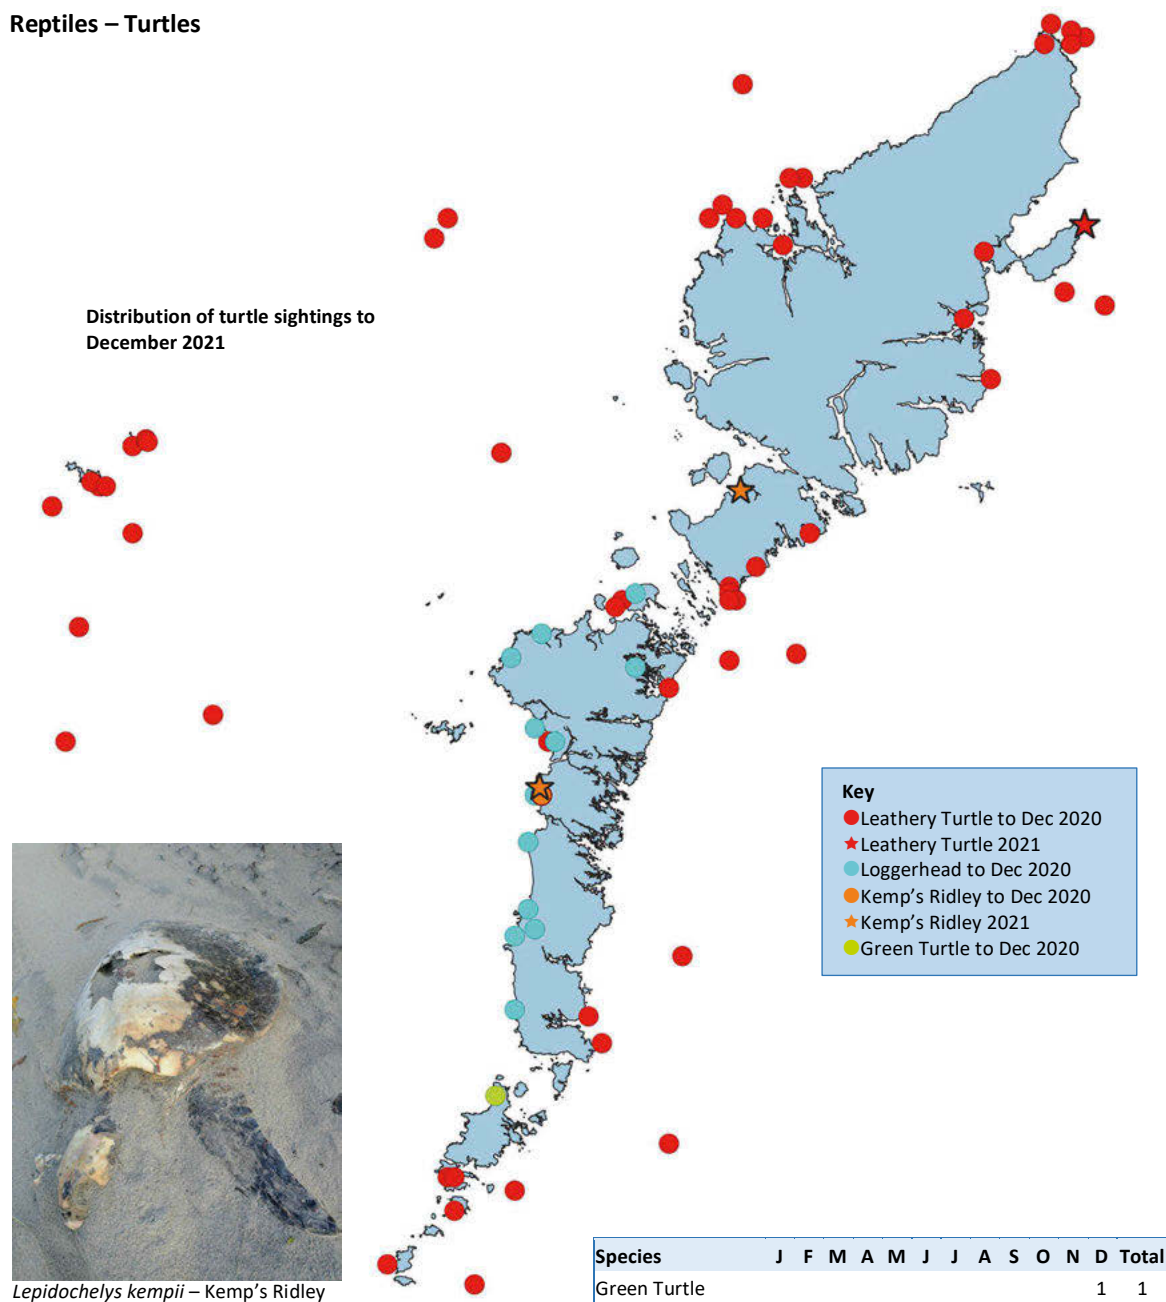 Reptiles – Turtles
Distribution of turtle sightings to
December 2021
Key
Leathery Turtle to Dec 2020
Leathery Turtle 2021
Loggerhead to Dec 2020
Kemp's Ridley to Dec 2020
Kemp's Ridley 2021
Green Turtle to Dec 2020
Lepidochelys kempii – Kemp's Ridley
Species J F M A M J J A S O N D Total
Green Turtle 1 1